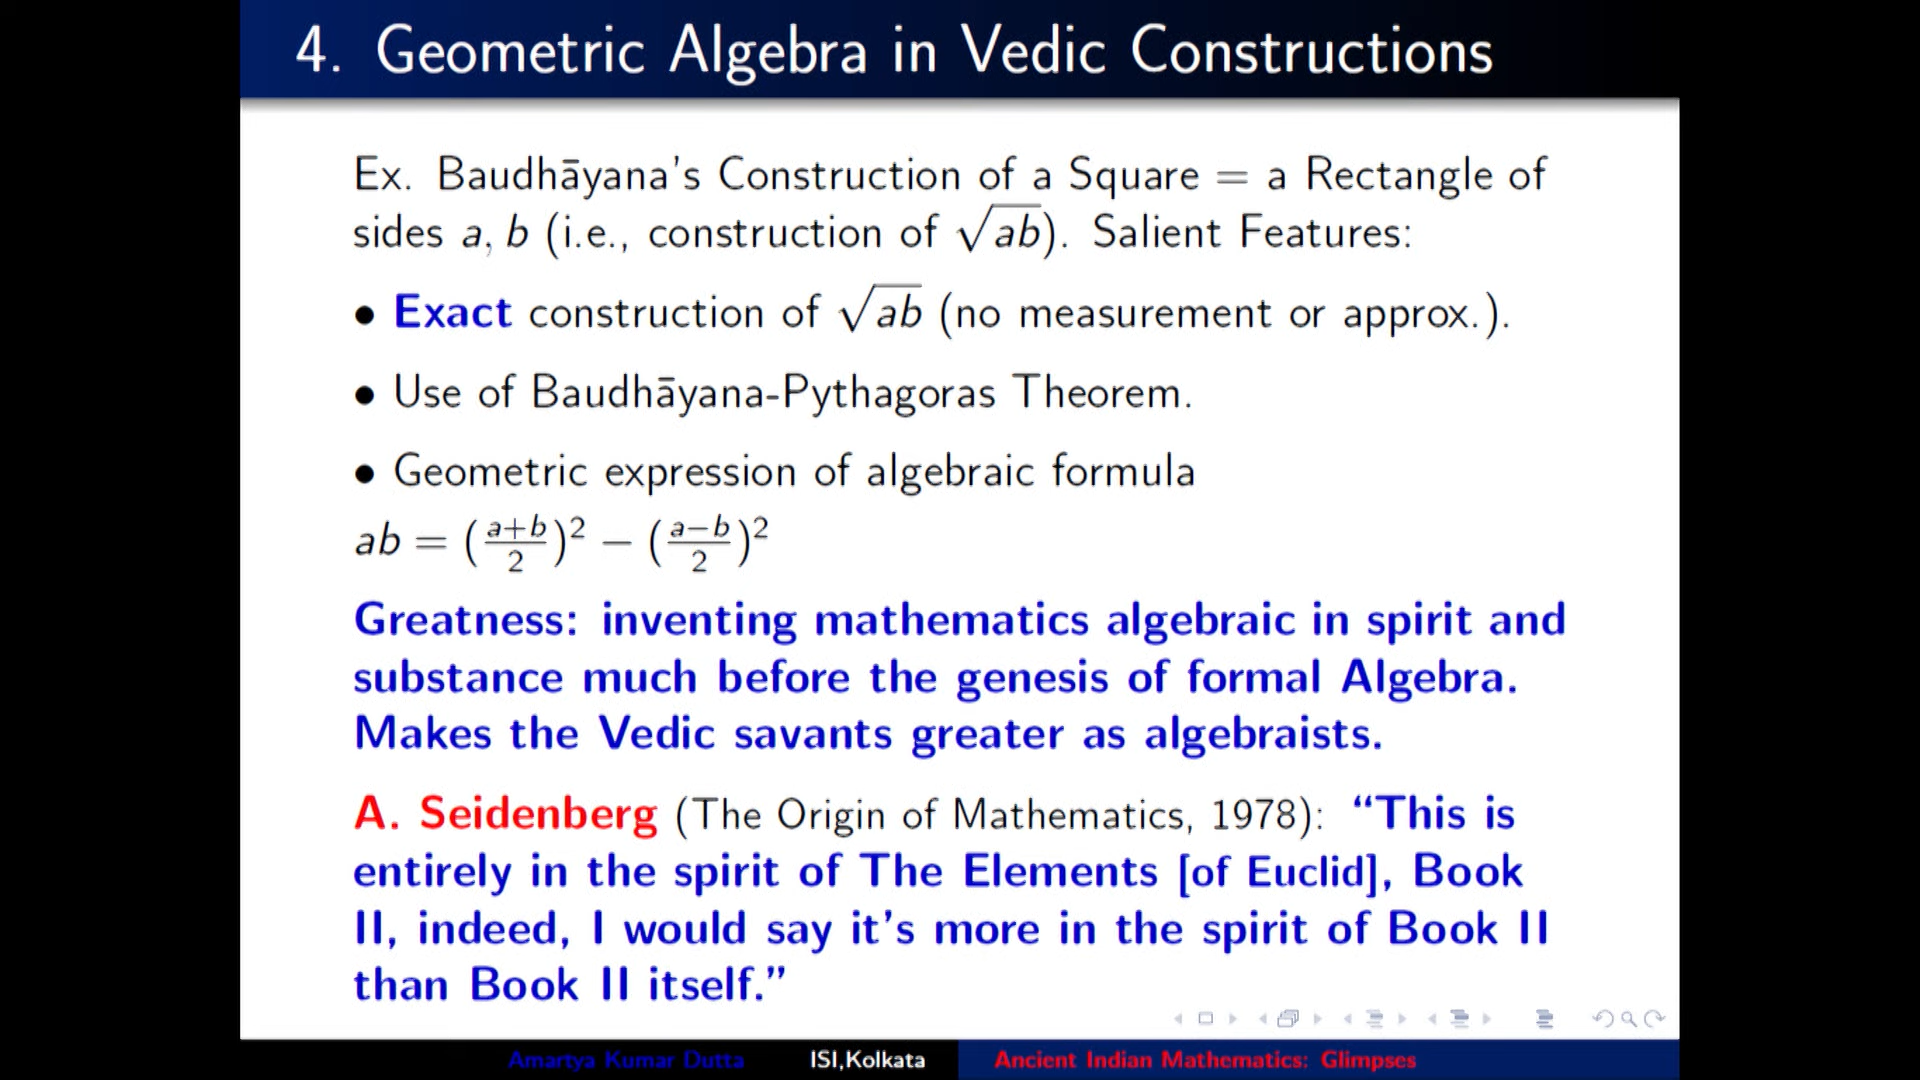 4. Geometric Algebra in Vedic Constructions
Ex. Baudhāyana's Construction of a Square = a Rectangle of
sides a, b (i.e., construction of √ab). Salient Features:
• Exact construction of √ab (no measurement or approx.).
• Use of Baudhāyana-Pythagoras Theorem.
• Geometric expression of algebraic formula
ab = (a+b/2)² − (a−b/2)²
Greatness: inventing mathematics algebraic in spirit and
substance much before the genesis of formal Algebra.
Makes the Vedic savants greater as algebraists.
A. Seidenberg (The Origin of Mathematics, 1978): “This is
entirely in the spirit of The Elements [of Euclid], Book
II, indeed, I would say it's more in the spirit of Book II
than Book II itself.”
Amartya Kumar Dutta ISI,Kolkata Ancient Indian Mathematics: Glimpses